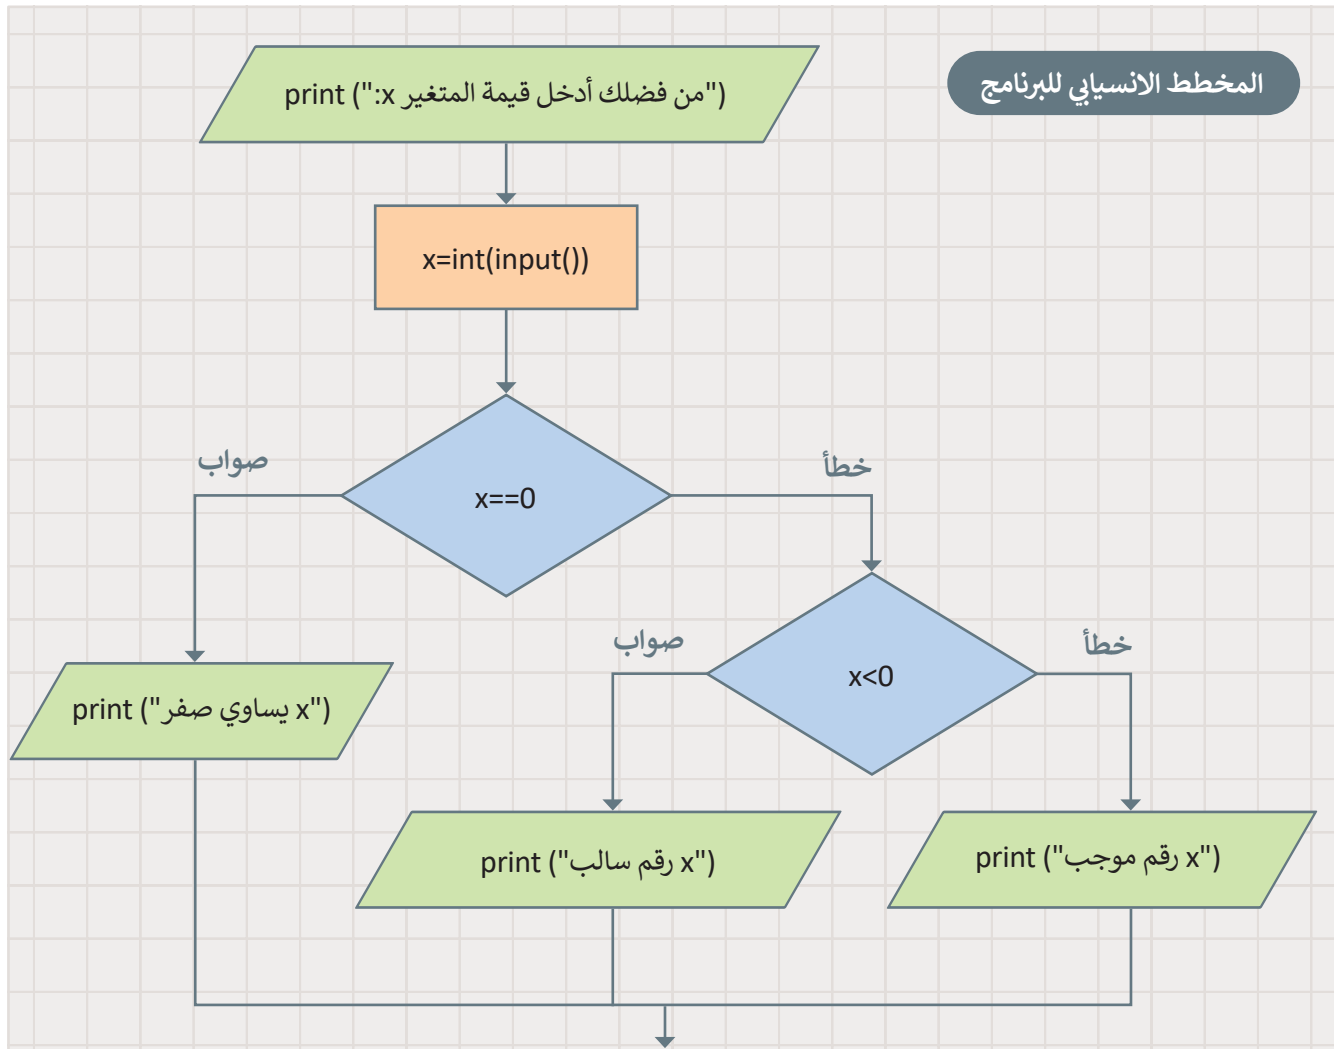 المخطط الانسيابي للبرنامج
print ("من فضلك أدخل قيمة المتغير x:")
x=int(input())
x==0
صواب
خطأ
x<0
صواب
خطأ
print ("x يساوي صفر")
print ("x رقم سالب")
print ("x رقم موجب")